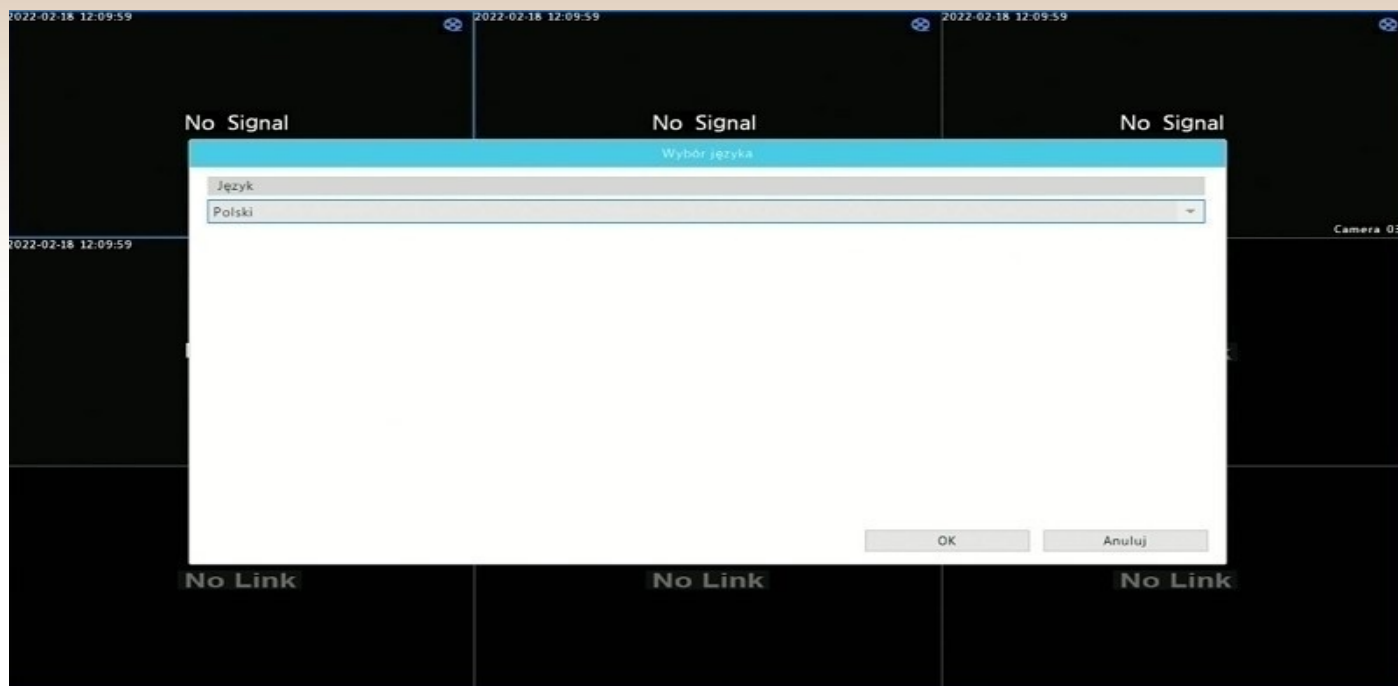 2022-02-18 12:09:59
2022-02-18 12:09:59
2022-02-18 12:09:59
No Signal
No Signal
No Signal
Wybór języka
Język
Polski
Camera 03
2022-02-18 12:09:59
OK
Anuluj
No Link
No Link
No Link